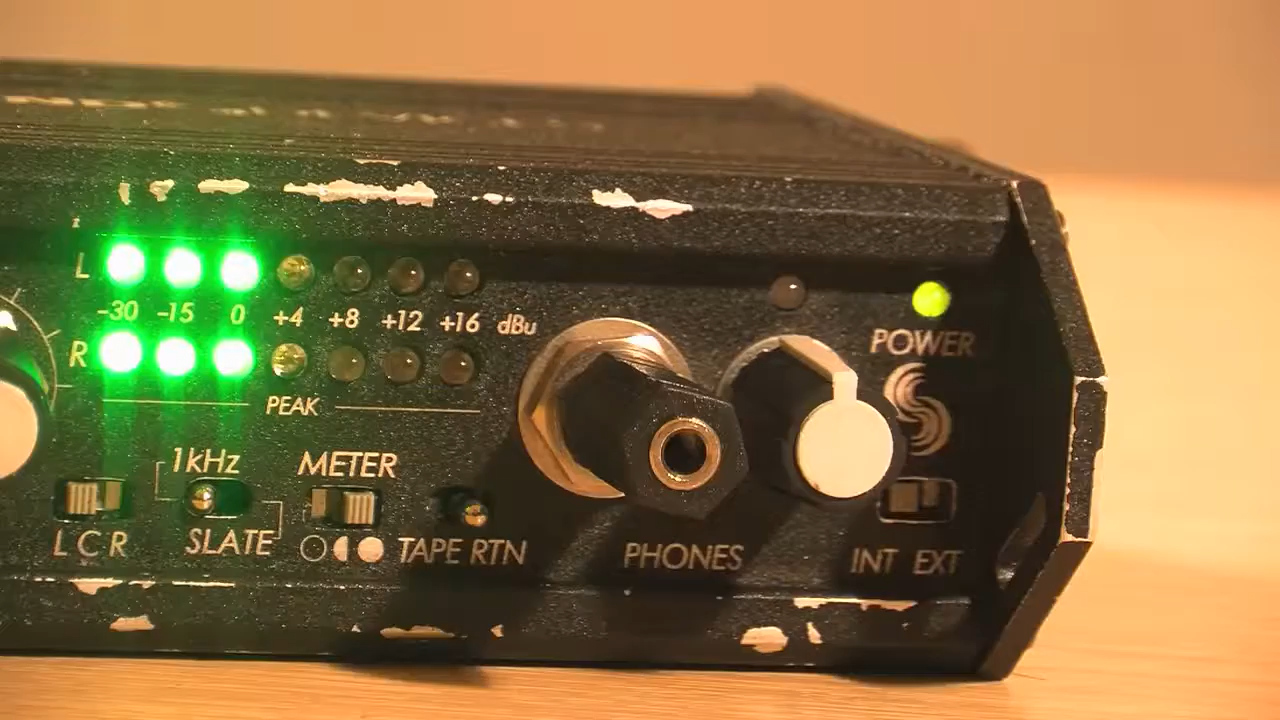 L
-30 -15 0 +4 +8 +12 +16 dBu
R
PEAK
POWER
1kHz
METER
L C R
SLATE
TAPE RTN
PHONES
INT EXT